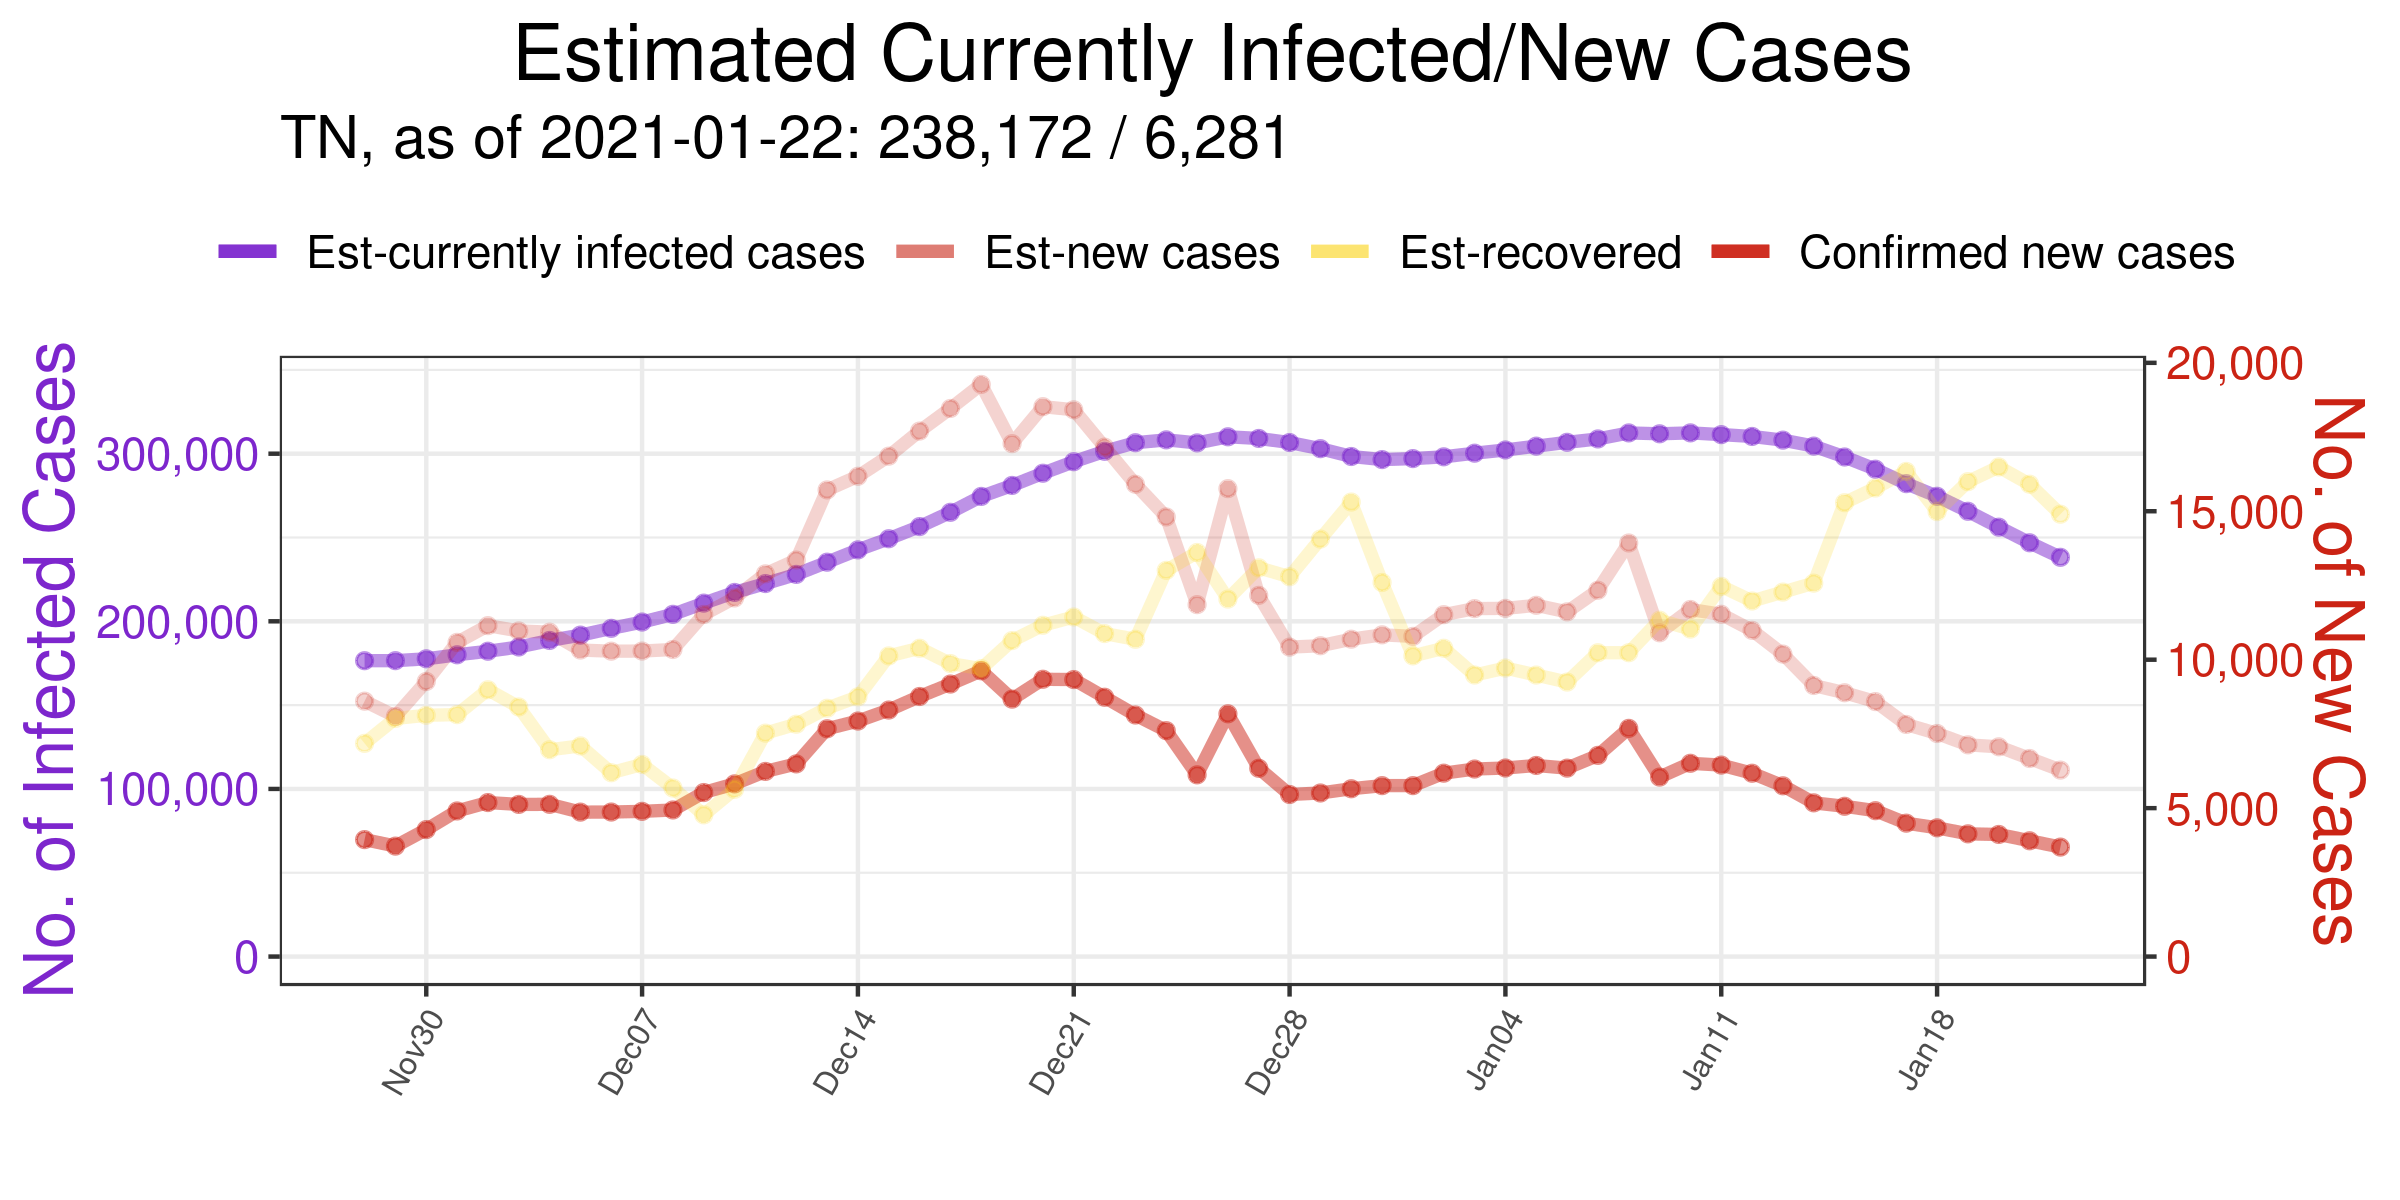 Estimated Currently Infected/New Cases
TN, as of 2021-01-22: 238,172 / 6,281
Est-currently infected cases Est-new cases Est-recovered Confirmed new cases
No. of Infected Cases
300,000
200,000
100,000
0
20,000
15,000
10,000
5,000
0
No. of New Cases
Nov30 Dec07 Dec14 Dec21 Dec28 Jan04 Jan11 Jan18